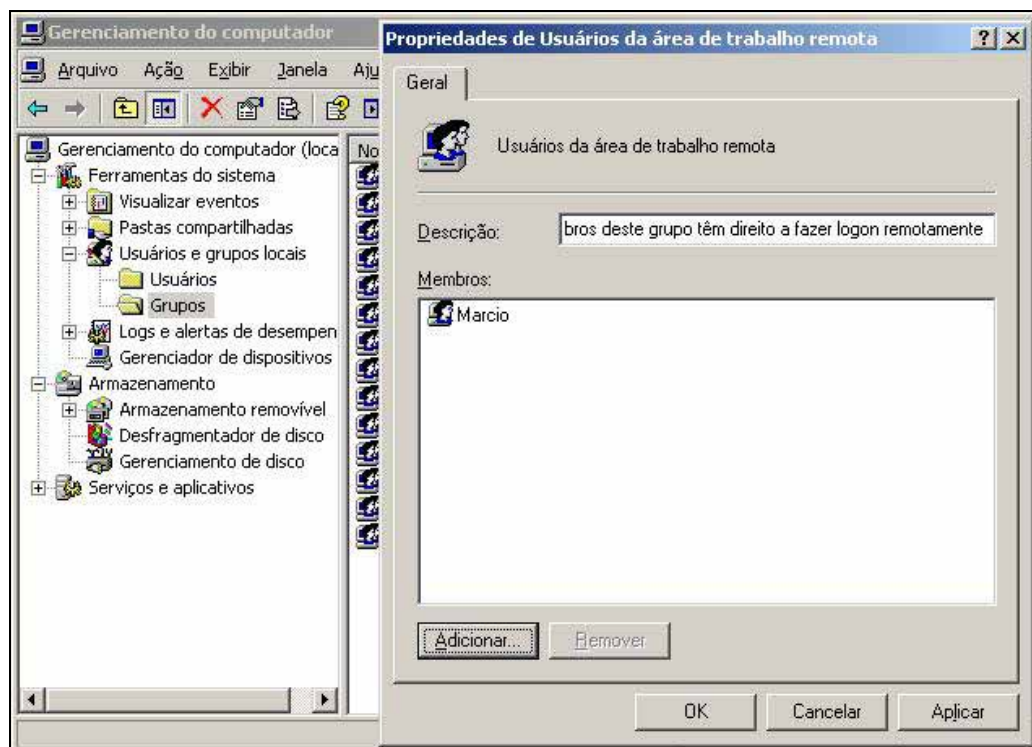 Gerenciamento do computador
Arquivo Ação Exibir Janela Aju
Gerenciamento do computador (loca
Ferramentas do sistema
Visualizar eventos
Pastas compartilhadas
Usuários e grupos locais
Usuários
Grupos
Logs e alertas de desempen
Gerenciador de dispositivos
Armazenamento
Armazenamento removível
Desfragmentador de disco
Gerenciamento de disco
Serviços e aplicativos
No
Propriedades de Usuários da área de trabalho remota
Geral
Usuários da área de trabalho remota
Descrição: bros deste grupo têm direito a fazer logon remotamente
Membros:
Marcio
Adicionar... Remover
OK Cancelar Aplicar